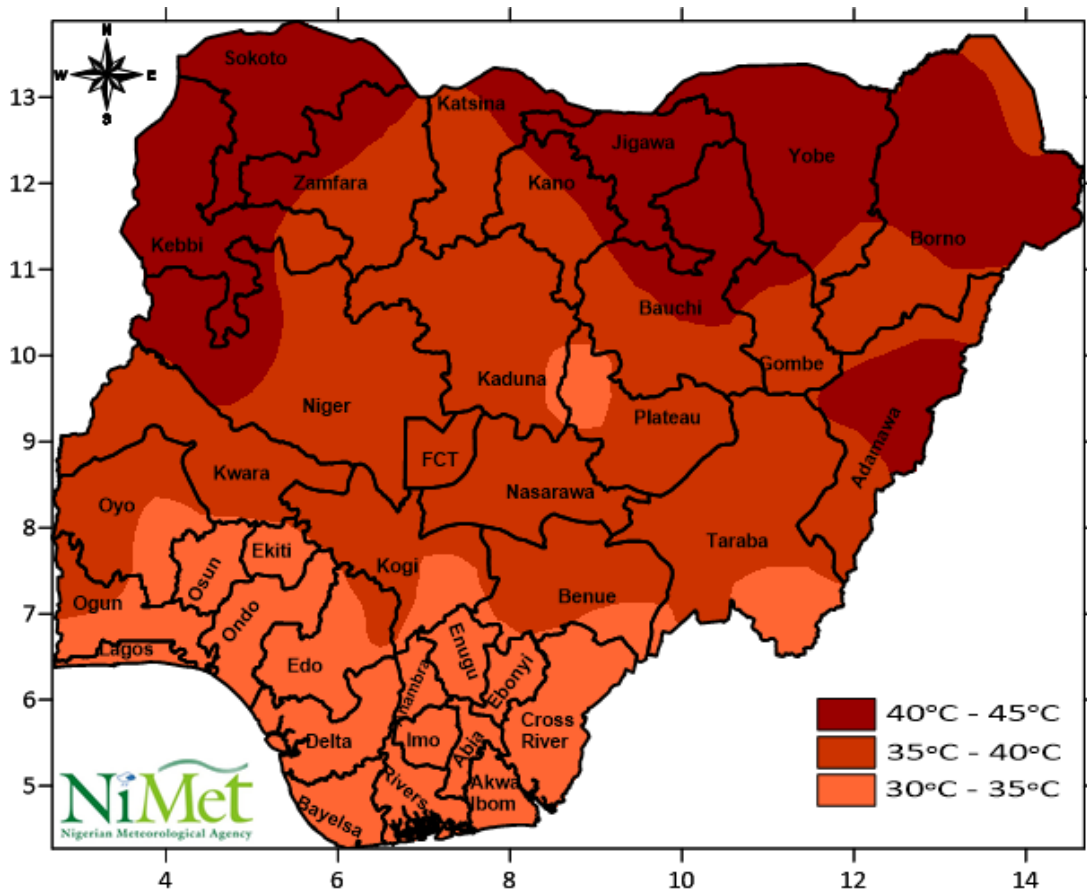 N
W E
S
Sokoto
Katsina
13
Jigawa
Yobe
12
Zamfara
Kano
Kebbi
Borno
11
Bauchi
10
Gombe
Kaduna
Niger
Plateau
9
Adamawa
FCT
Kwara
Nasarawa
Oyo
8
Taraba
Ekiti
Osun
Kogi
Benue
Ogun
7
Ondo
Enugu
Lagos
Edo
nambra
Ebonyi
6
Cross
River
Delta
Imo
Abia
40°C - 45°C
35°C - 40°C
30°C - 35°C
5
Rivers
Akwa
Ibom
Bayelsa
NiMet
Nigerian Meteorological Agency
4 6 8 10 12 14